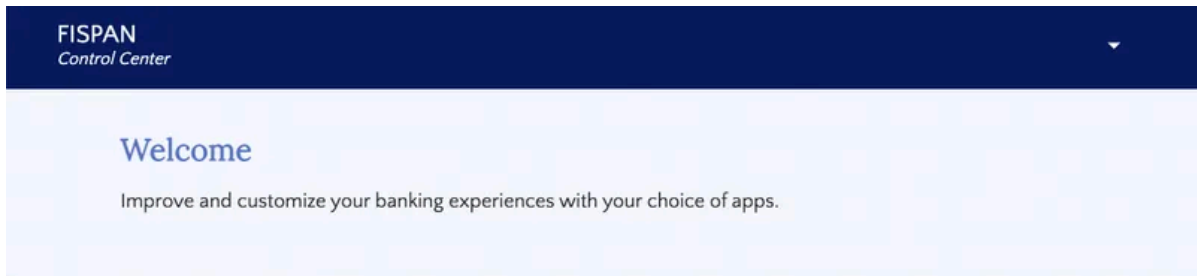 FISPAN
Control Center
Welcome
Improve and customize your banking experiences with your choice of apps.